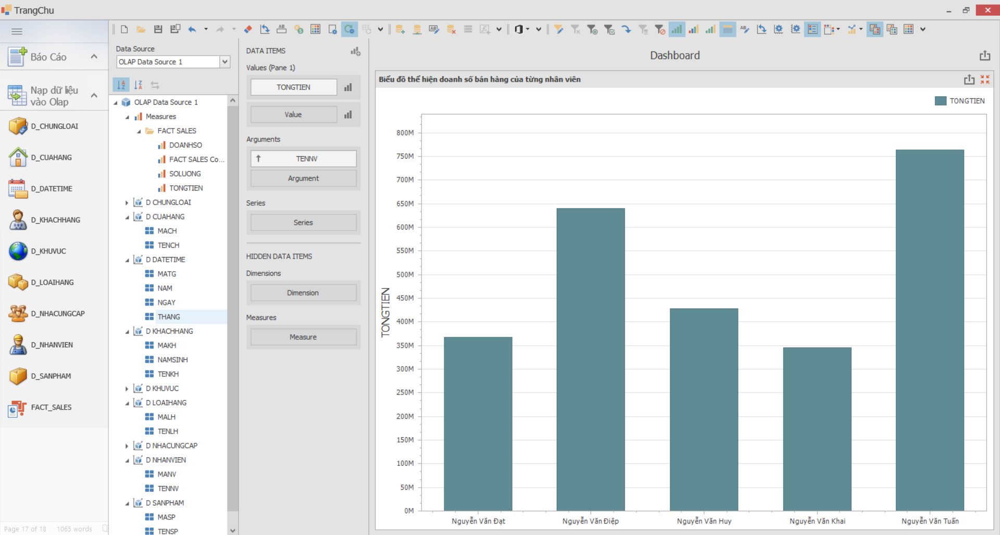 TrangChu
Báo Cáo
Nạp dữ liệu
vào Olap
D_CHUNGLOAI
D_CUAHANG
D_DATETIME
D_KHACHHANG
D_KHUVUC
D_LOAIHANG
D_NHACUNGCAP
D_NHANVIEN
D_SANPHAM
FACT_SALES
Page 17 of 18 1065 words
Data Source
OLAP Data Source 1
OLAP Data Source 1
Measures
FACT SALES
DOANHSO
FACT SALES Co...
SOLUONG
TONGTIEN
D CHUNGLOAI
D CUAHANG
MACH
TENCH
D DATETIME
MATG
NAM
NGAY
THANG
D KHACHHANG
MAKH
NAMSINH
TENKH
D KHUVUC
D LOAIHANG
MALH
TENLH
D NHACUNGCAP
D NHANVIEN
MANV
TENNV
D SANPHAM
MASP
TENSP
DATA ITEMS
Values (Pane 1)
TONGTIEN
Value
Arguments
TENNV
Argument
Series
Series
HIDDEN DATA ITEMS
Dimensions
Dimension
Measures
Measure
Dashboard
Biểu đồ thể hiện doanh số bán hàng của từng nhân viên
TONGTIEN
TONGTIEN
800M
750M
700M
650M
600M
550M
500M
450M
400M
350M
300M
250M
200M
150M
100M
50M
0M
Nguyễn Văn Đạt
Nguyễn Văn Điệp
Nguyễn Văn Huy
Nguyễn Văn Khai
Nguyễn Văn Tuấn